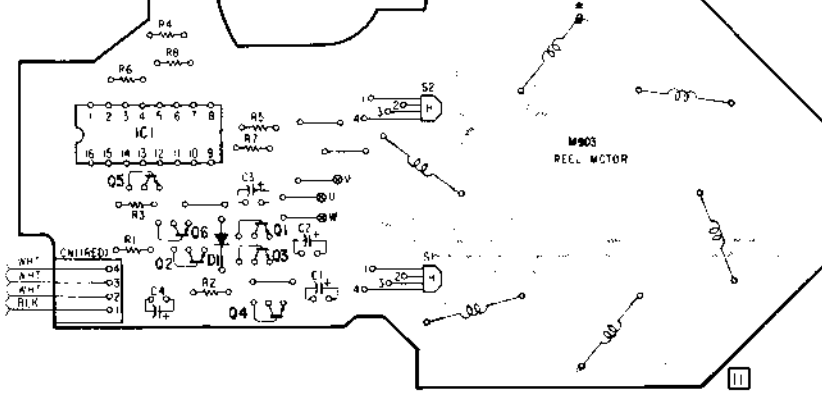 *
R4
R8
R6
S2
1
2
3
4
H
1 2 3 4 5 6 7 8
IC1
16 15 14 13 12 11 10 9
R5
R7
M903
REEL MOTOR
Q5
C3
+
V
U
W
R3
Q6
Q1
C2
+
R1
Q2
D1
Q3
CN11(RED)
WHT 4
WHT 3
WHT 2
BLK 1
S1
1
2
3
4
H
C4
+
R2
C1
+
Q4
11